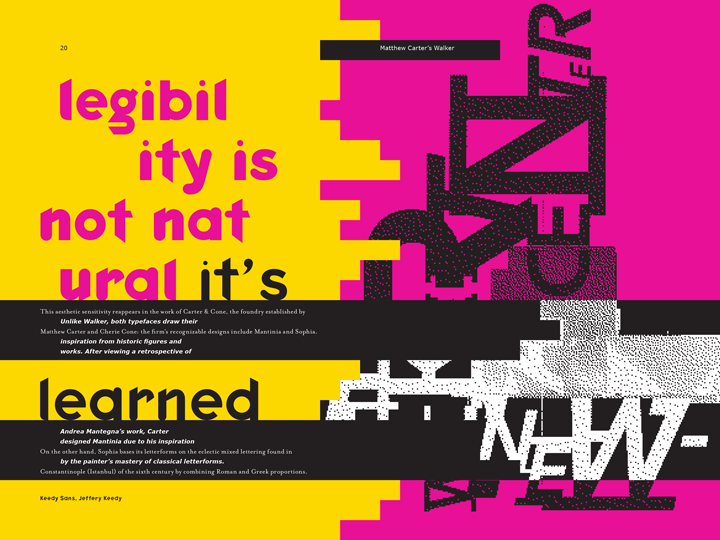 20
Matthew Carter's Walker
legibil
ity is
not nat
ural it's
This aesthetic sensitivity reappears in the work of Carter & Cone, the foundry established by
Unlike Walker, both typefaces draw their
Matthew Carter and Cherie Cone: the firm's recognizable designs include Mantinia and Sophia.
inspiration from historic figures and
works. After viewing a retrospective of
learned
Andrea Mantegna's work, Carter
designed Mantinia due to his inspiration
On the other hand, Sophia bases its letterforms on the eclectic mixed lettering found in
by the painter's mastery of classical letterforms.
Constantinople (Istanbul) of the sixth century by combining Roman and Greek proportions.
Keedy Sans, Jeffery Keedy